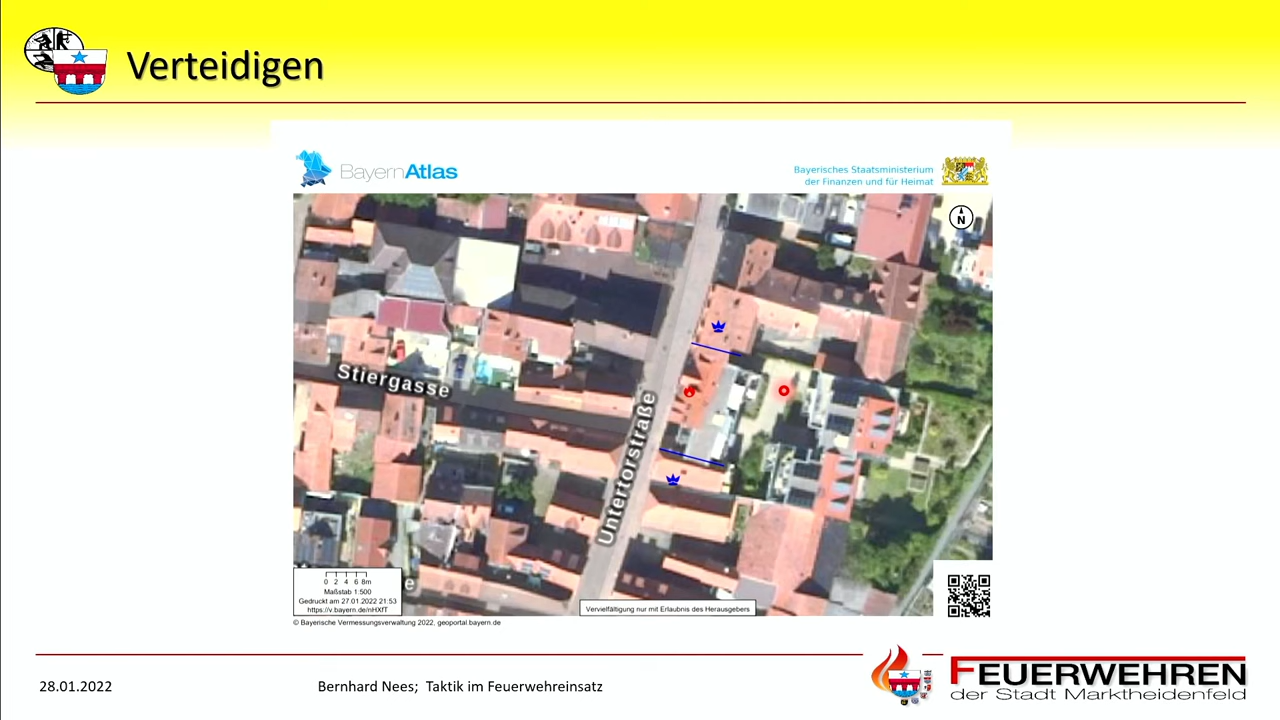 Verteidigen
BayernAtlas
Bayerisches Staatsministerium
der Finanzen und für Heimat
N
Stiergasse
Untertorstraße
e
0 2 4 6 8m
Maßstab 1:500
Gedruckt am 27.01.2022 21:53
https://v.bayern.de/nHXfT
Vervielfältigung nur mit Erlaubnis des Herausgebers
© Bayerische Vermessungsverwaltung 2022, geoportal.bayern.de
28.01.2022
Bernhard Nees; Taktik im Feuerwehreinsatz
FEUERWEHREN
der Stadt Marktheidenfeld